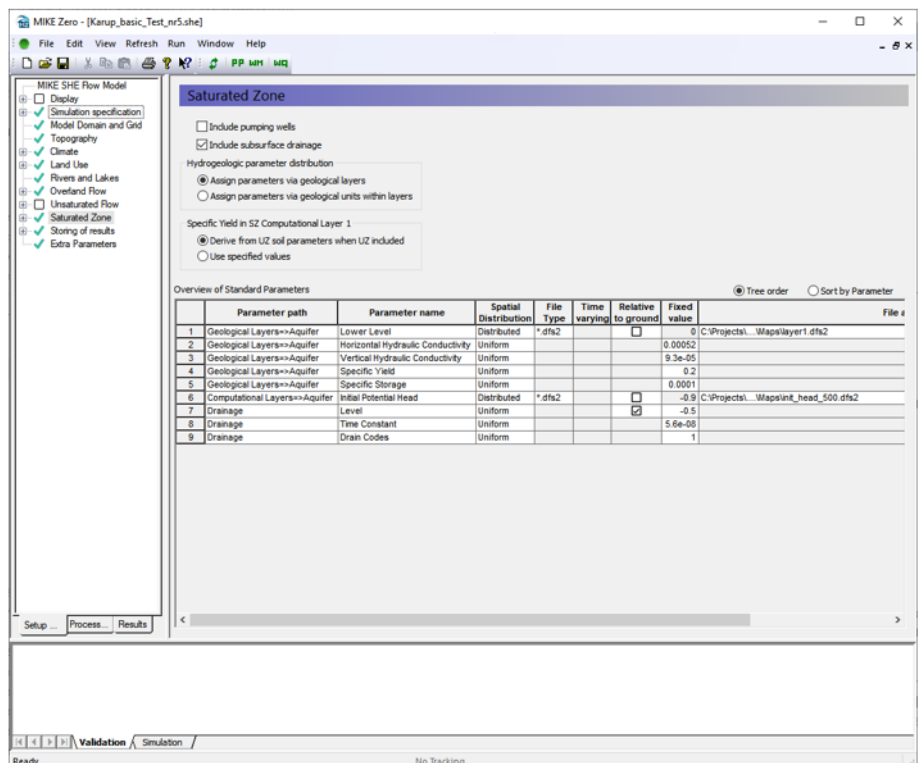 MIKE Zero - [Karup_basic_Test_nr5.she]
File Edit View Refresh Run Window Help
PP WM WQ
MIKE SHE Flow Model
Display
Simulation specification
Model Domain and Grid
Topography
Climate
Land Use
Rivers and Lakes
Overland Flow
Unsaturated Flow
Saturated Zone
Storing of results
Extra Parameters
Setup ... Process... Results
Saturated Zone
Include pumping wells
Include subsurface drainage
Hydrogeologic parameter distribution
Assign parameters via geological layers
Assign parameters via geological units within layers
Specific Yield in SZ Computational Layer 1
Derive from UZ soil parameters when UZ included
Use specified values
Overview of Standard Parameters Tree order Sort by Parameter
Parameter path Parameter name Spatial Distribution File Type Time varying Relative to ground Fixed value File a
1 Geological Layers=>Aquifer Lower Level Distributed *.dfs2 0 C:\Projects\....\Maps\layer1.dfs2
2 Geological Layers=>Aquifer Horizontal Hydraulic Conductivity Uniform 0.00052
3 Geological Layers=>Aquifer Vertical Hydraulic Conductivity Uniform 9.3e-05
4 Geological Layers=>Aquifer Specific Yield Uniform 0.2
5 Geological Layers=>Aquifer Specific Storage Uniform 0.0001
6 Computational Layers=>Aquifer Initial Potential Head Distributed *.dfs2 -0.9 C:\Projects\....\Maps\init_head_500.dfs2
7 Drainage Level Uniform -0.5
8 Drainage Time Constant Uniform 5.6e-08
9 Drainage Drain Codes Uniform 1
Validation Simulation
Ready No Tracking